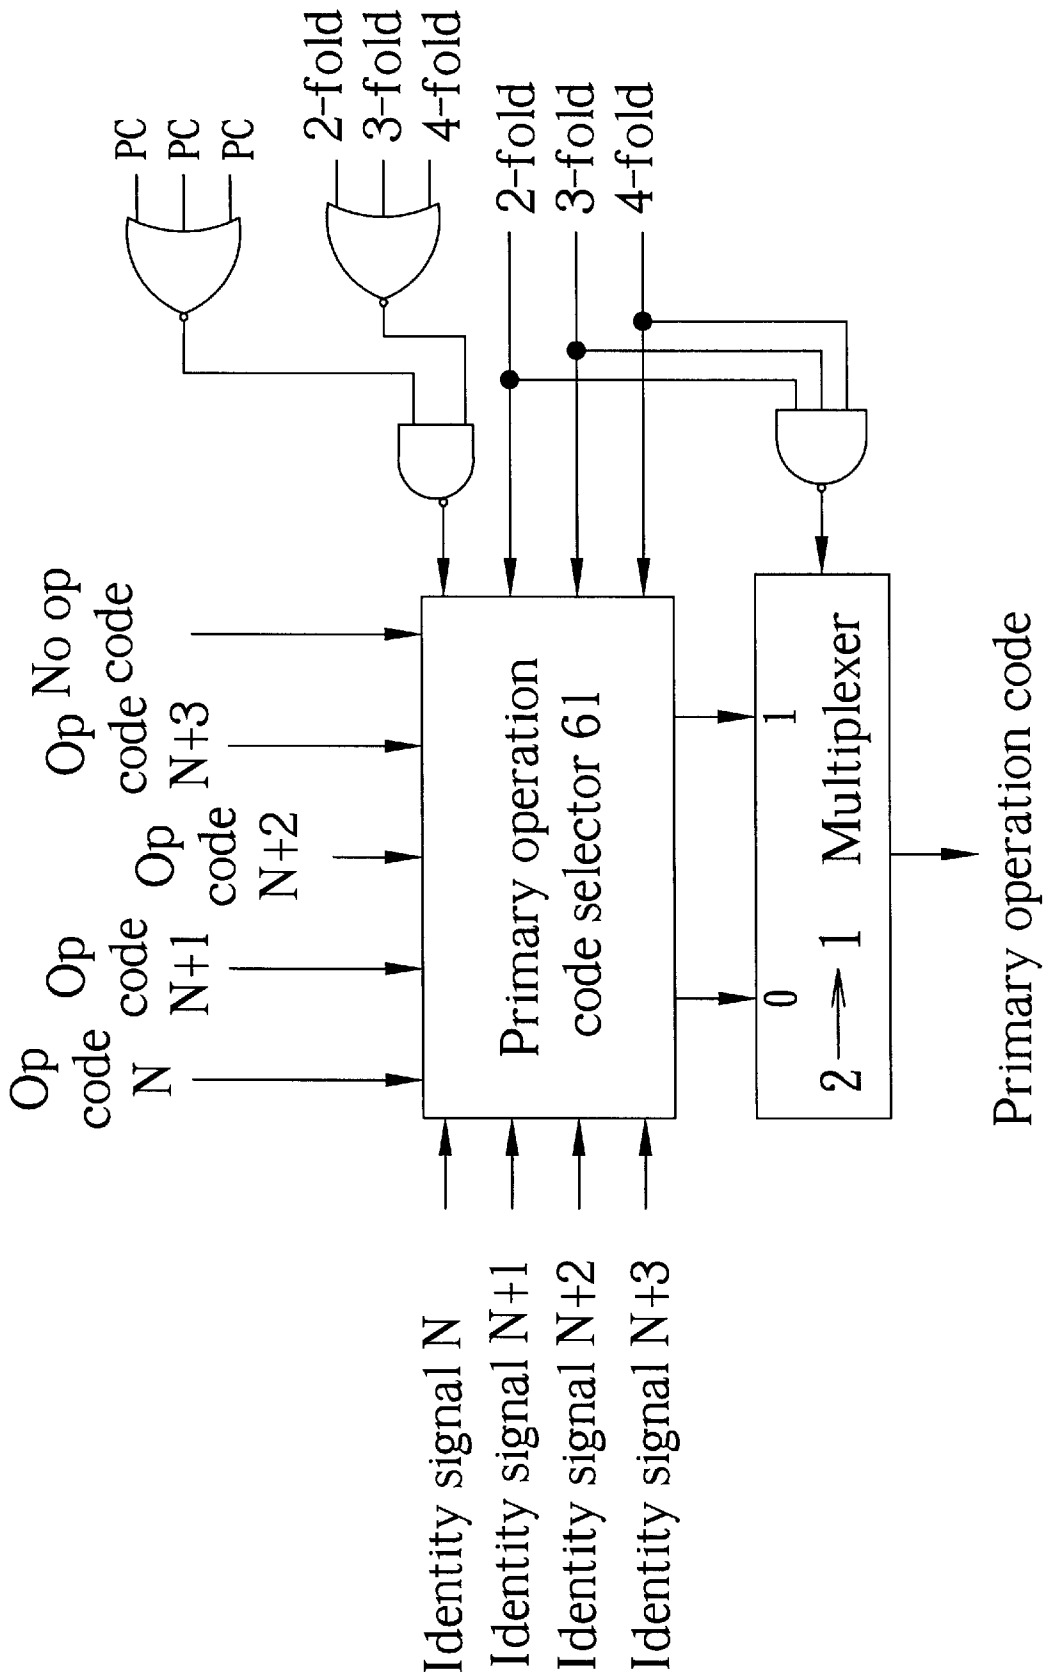 PC
PC
PC
2-fold
3-fold
4-fold
2-fold
3-fold
4-fold
No op
code
Op
code
N+3
Op
code
N+2
Op
code
N+1
Op
code
N
Primary operation
code selector 61
Identity signal N
Identity signal N+1
Identity signal N+2
Identity signal N+3
0
1
2 → 1 Multiplexer
Primary operation code